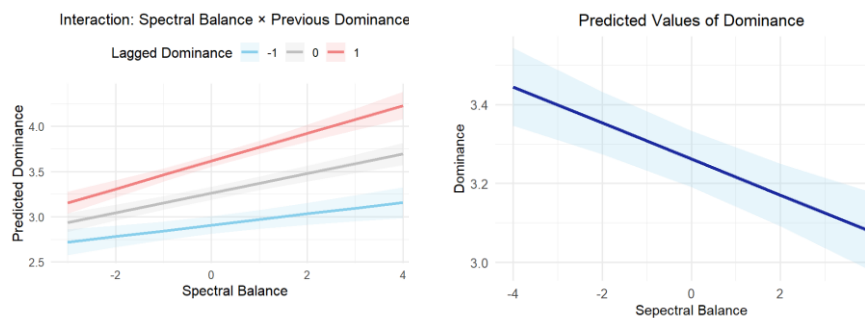 Interaction: Spectral Balance × Previous Dominance
Lagged Dominance -1 0 1
Predicted Dominance
4.0
3.5
3.0
2.5
-2 0 2 4
Spectral Balance
Predicted Values of Dominance
Dominance
3.4
3.2
3.0
-4 -2 0 2
Sepectral Balance